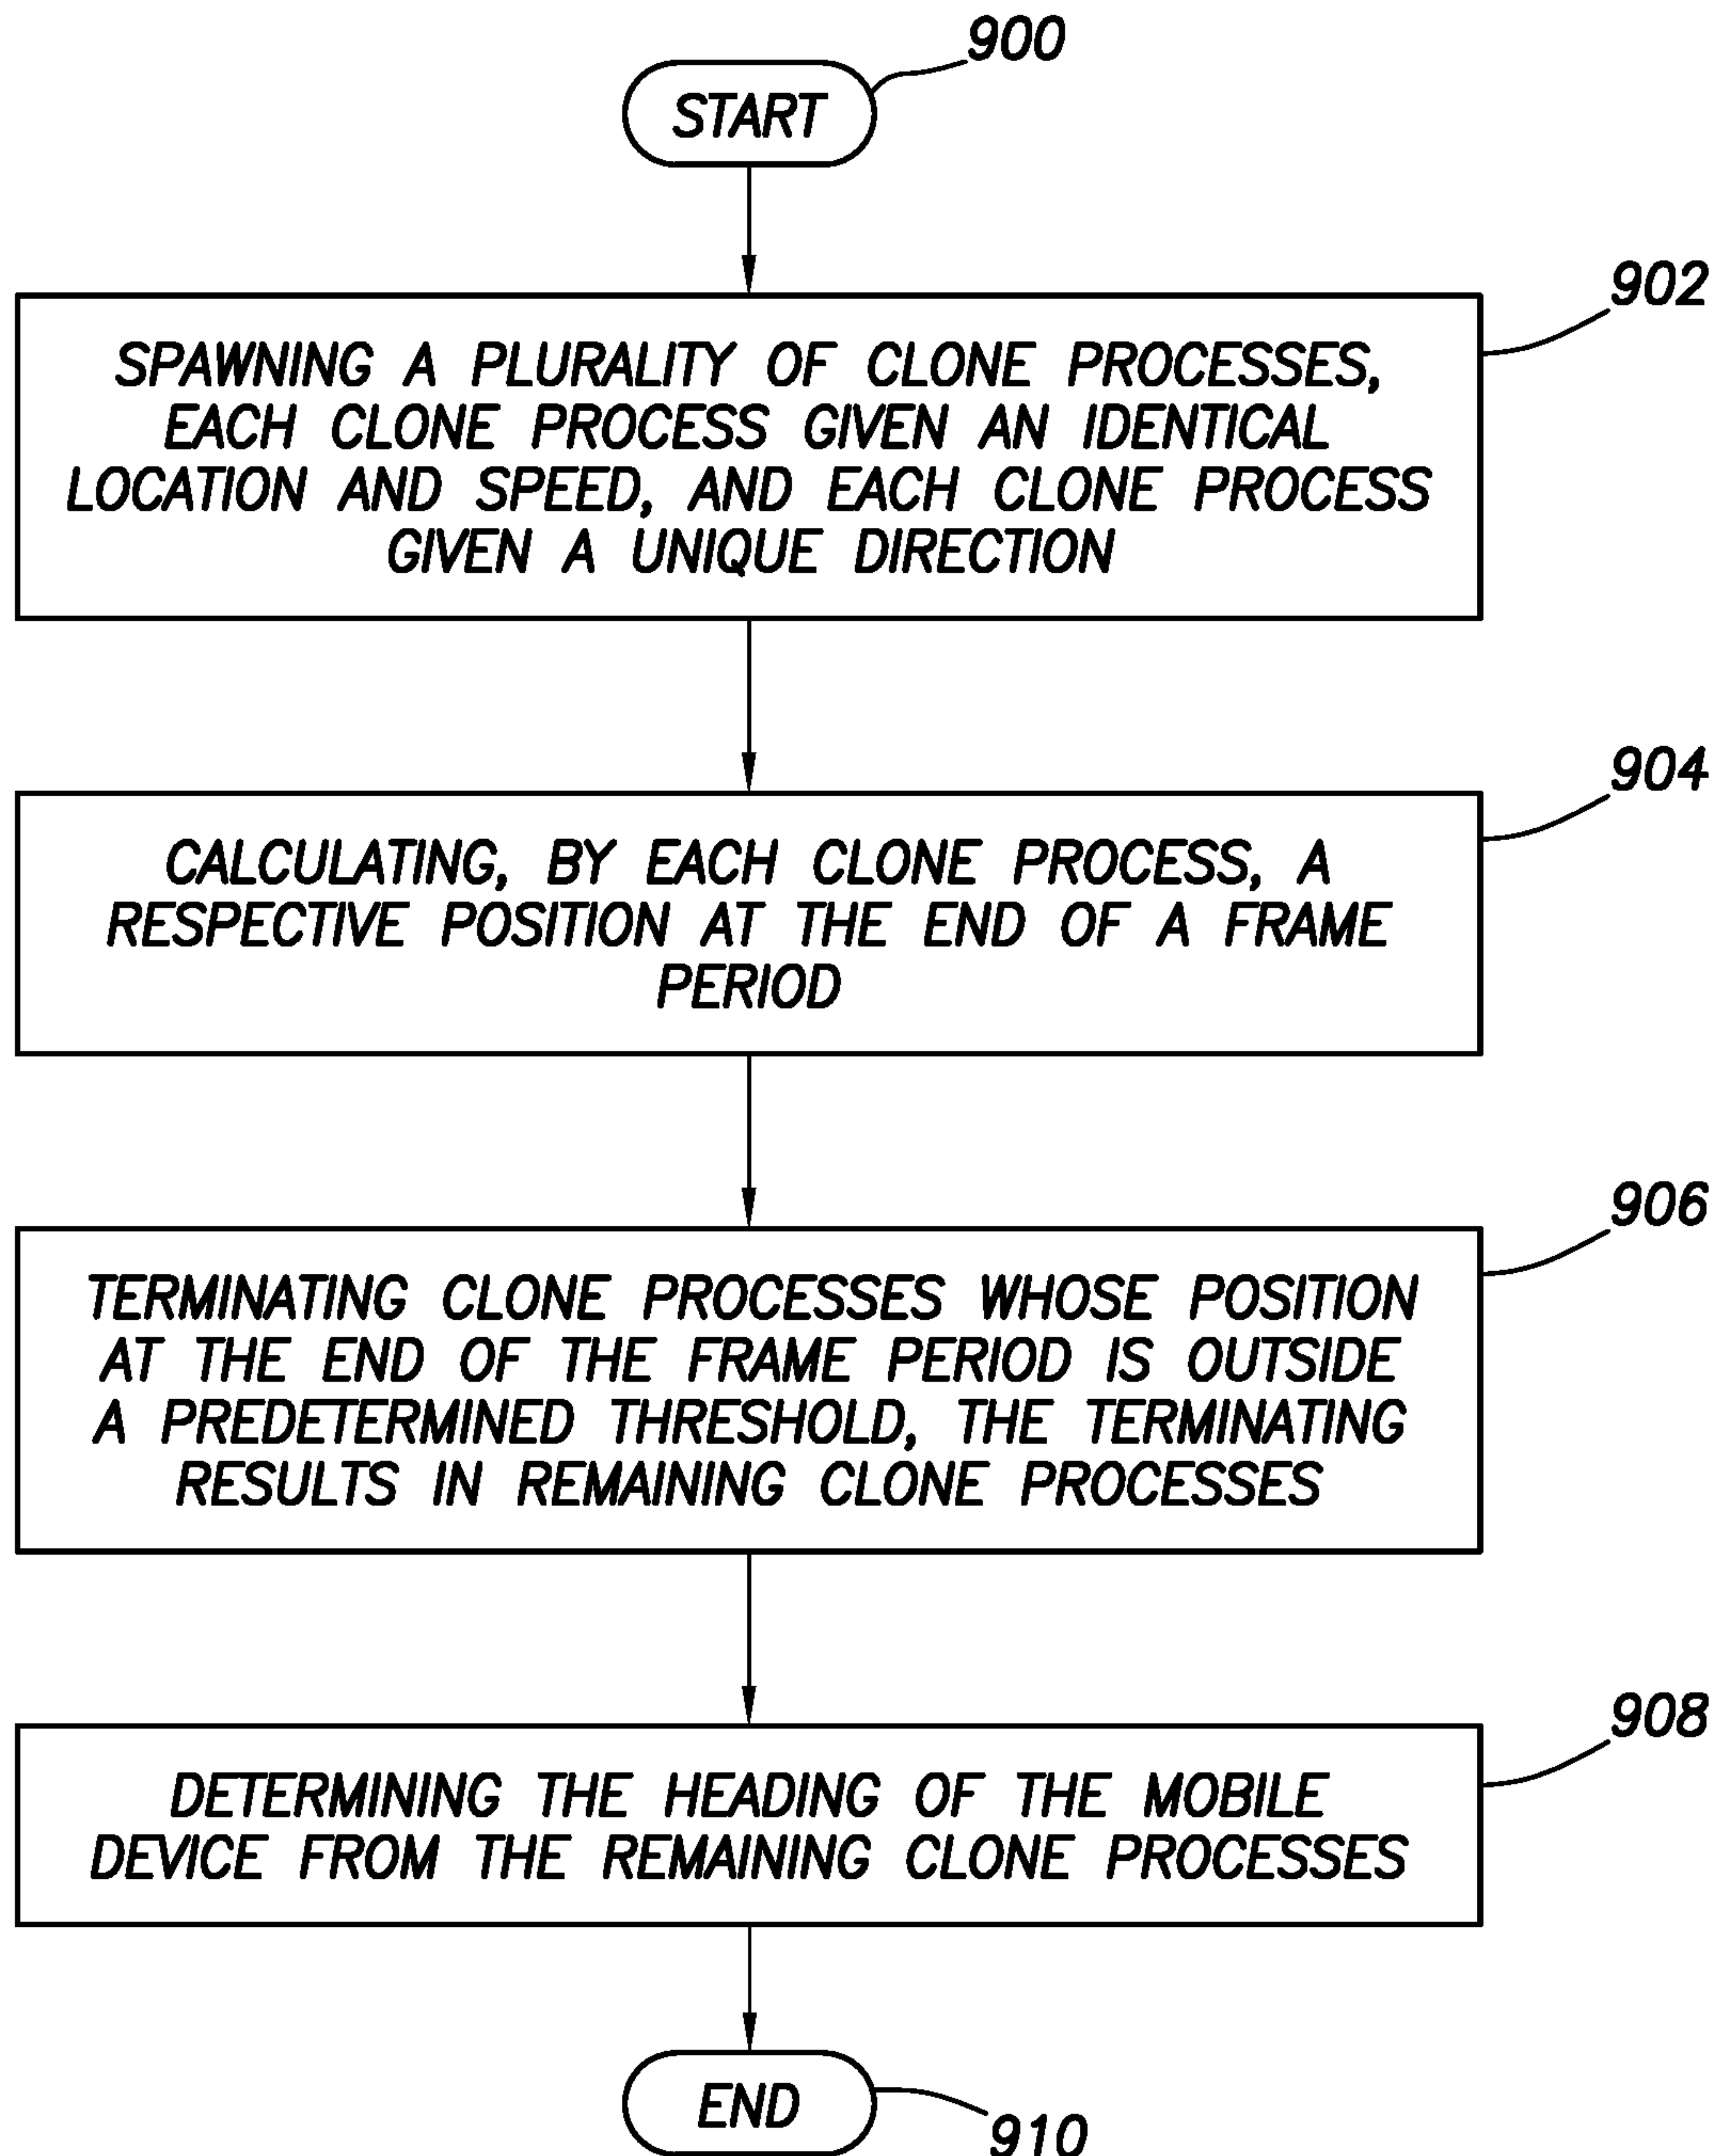 900
START
902
SPAWNING A PLURALITY OF CLONE PROCESSES,
EACH CLONE PROCESS GIVEN AN IDENTICAL
LOCATION AND SPEED, AND EACH CLONE PROCESS
GIVEN A UNIQUE DIRECTION
904
CALCULATING, BY EACH CLONE PROCESS, A
RESPECTIVE POSITION AT THE END OF A FRAME
PERIOD
906
TERMINATING CLONE PROCESSES WHOSE POSITION
AT THE END OF THE FRAME PERIOD IS OUTSIDE
A PREDETERMINED THRESHOLD, THE TERMINATING
RESULTS IN REMAINING CLONE PROCESSES
908
DETERMINING THE HEADING OF THE MOBILE
DEVICE FROM THE REMAINING CLONE PROCESSES
END
910